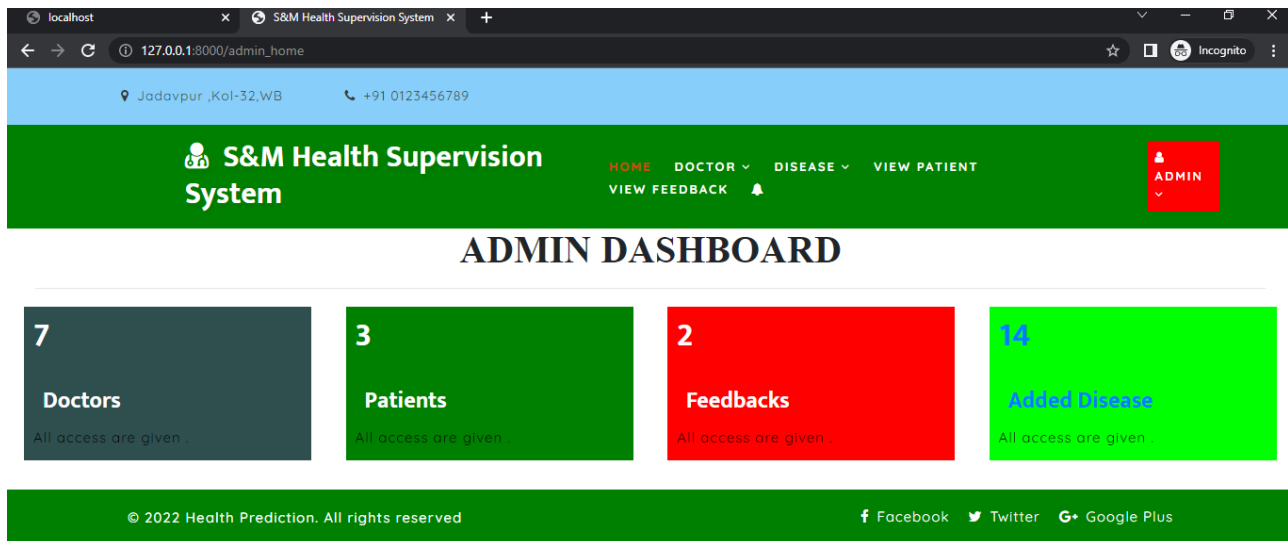 localhost
S&M Health Supervision System
127.0.0.1:8000/admin_home
Incognito
Jadavpur ,Kol-32,WB
+91 0123456789
S&M Health Supervision
System
HOME DOCTOR DISEASE VIEW PATIENT
VIEW FEEDBACK
ADMIN
ADMIN DASHBOARD
7
Doctors
All access are given .
3
Patients
All access are given .
2
Feedbacks
All access are given .
14
Added Disease
All access are given .
© 2022 Health Prediction. All rights reserved
Facebook Twitter G+ Google Plus